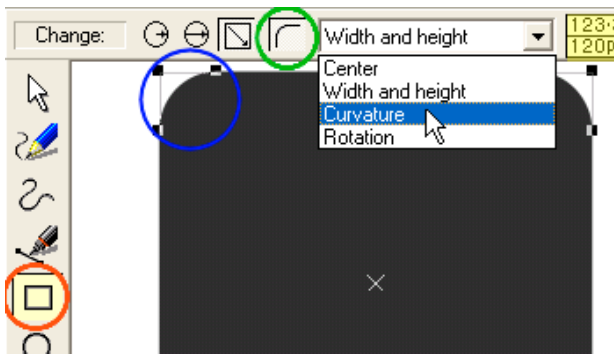 Change:
Width and height
Center
Width and height
Curvature
Rotation